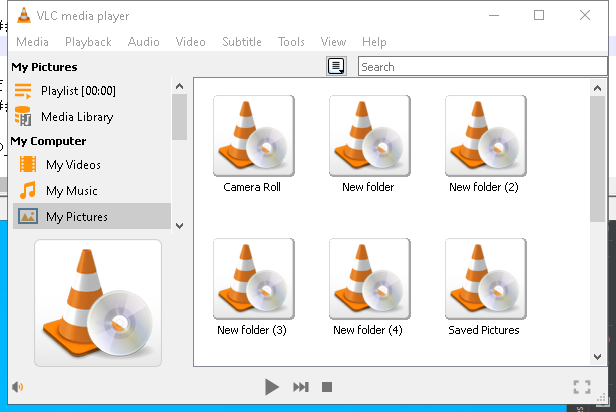 VLC media player
Media Playback Audio Video Subtitle Tools View Help
My Pictures
Search
Playlist [00:00]
Media Library
My Computer
My Videos
My Music
My Pictures
Camera Roll New folder New folder (2)
New folder (3) New folder (4) Saved Pictures